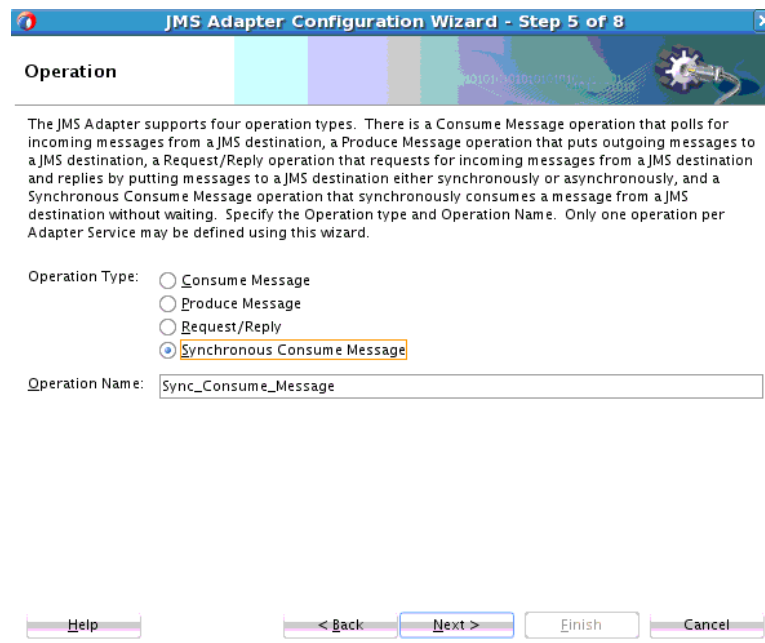 JMS Adapter Configuration Wizard - Step 5 of 8
Operation
The JMS Adapter supports four operation types.  There is a Consume Message operation that polls for
incoming messages from a JMS destination, a Produce Message operation that puts outgoing messages to
a JMS destination, a Request/Reply operation that requests for incoming messages from a JMS destination
and replies by putting messages to a JMS destination either synchronously or asynchronously, and a
Synchronous Consume Message operation that synchronously consumes a message from a JMS
destination without waiting.  Specify the Operation type and Operation Name.  Only one operation per
Adapter Service may be defined using this wizard.
Operation Type:
Consume Message
Produce Message
Request/Reply
Synchronous Consume Message
Operation Name: Sync_Consume_Message
Help < Back Next > Finish Cancel